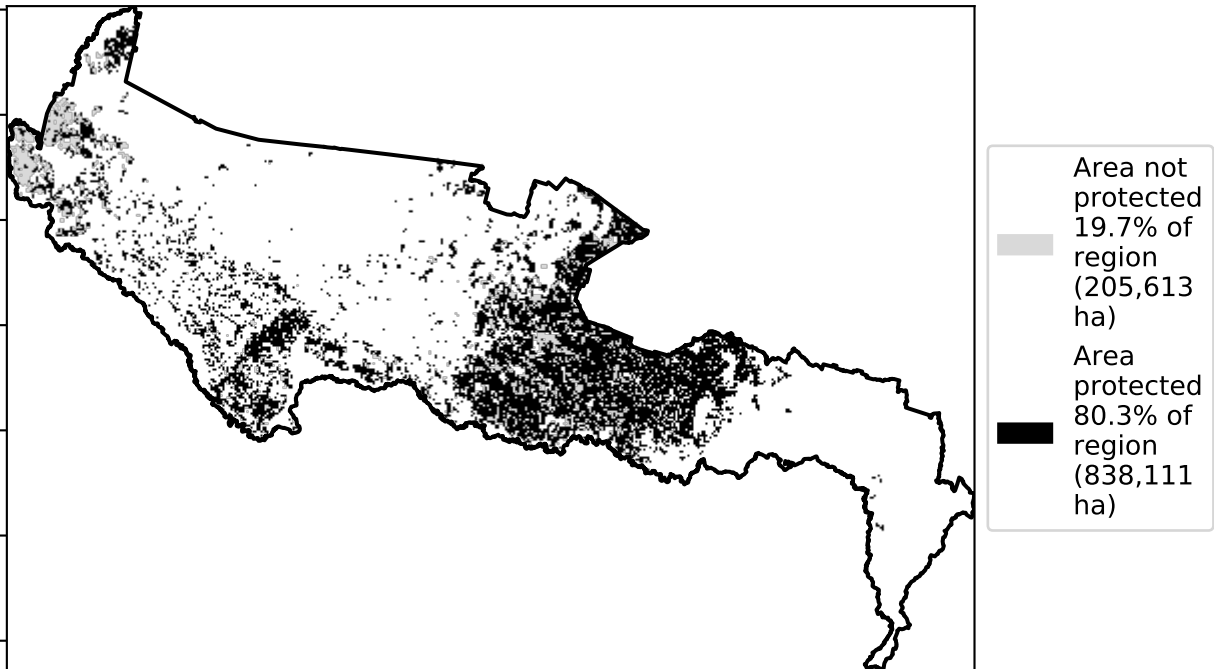 Area not
protected
19.7% of
region
(205,613
ha)
Area
protected
80.3% of
region
(838,111
ha)